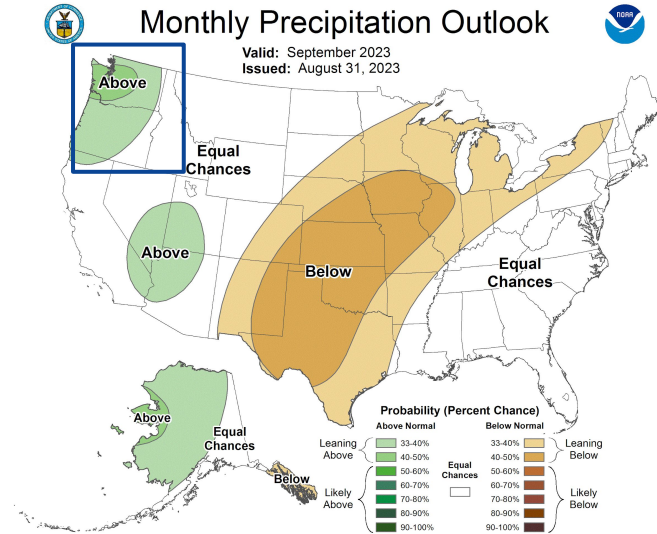 Monthly Precipitation Outlook
NOAA
Valid: September 2023
Issued: August 31, 2023
Above
Equal
Chances
Above
Below
Equal
Chances
Above
Equal
Chances
Below
Probability (Percent Chance)
Above Normal
Below Normal
Leaning
Above
33-40%
40-50%
Likely
Above
50-60%
60-70%
70-80%
80-90%
90-100%
Equal
Chances
33-40%
40-50%
Leaning
Below
50-60%
60-70%
70-80%
80-90%
90-100%
Likely
Below